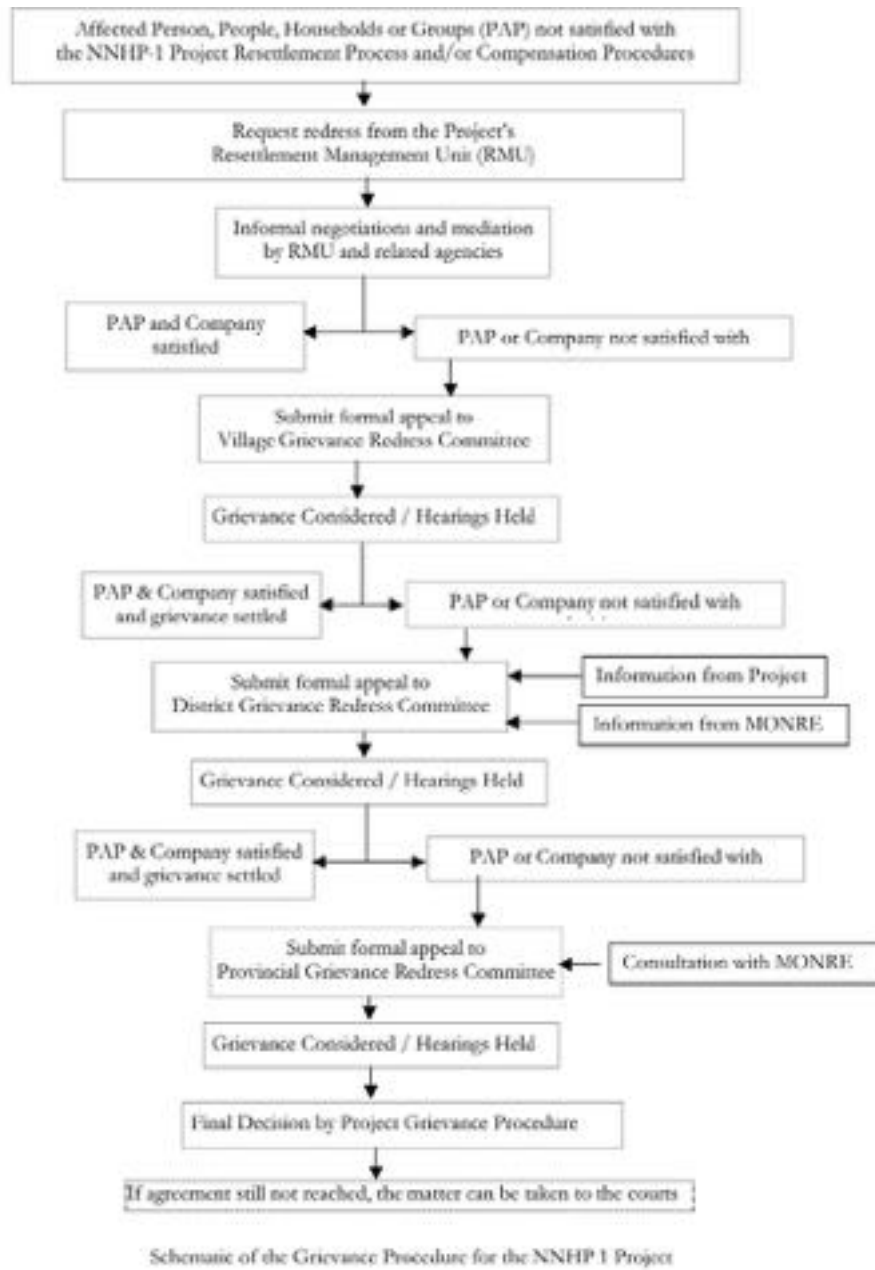 Affected Person, People, Households or Groups (PAP) not satisfied with
the NNHP-1 Project Resettlement Process and/or Compensation Procedures
Request redress from the Project's
Resettlement Management Unit (RMU)
Informal negotiations and mediation
by RMU and related agencies
PAP and Company
satisfied
PAP or Company not satisfied with
Submit formal appeal to
Village Grievance Redress Committee
Grievance Considered / Hearings Held
PAP & Company satisfied
and grievance settled
PAP or Company not satisfied with
Submit formal appeal to
District Grievance Redress Committee
Information from Project
Information from MONRE
Grievance Considered / Hearings Held
PAP & Company satisfied
and grievance settled
PAP or Company not satisfied with
Submit formal appeal to
Provincial Grievance Redress Committee
Consultation with MONRE
Grievance Considered / Hearings Held
Final Decision by Project Grievance Procedure
If agreement still not reached, the matter can be taken to the courts
Schematic of the Grievance Procedure for the NNHP 1 Project